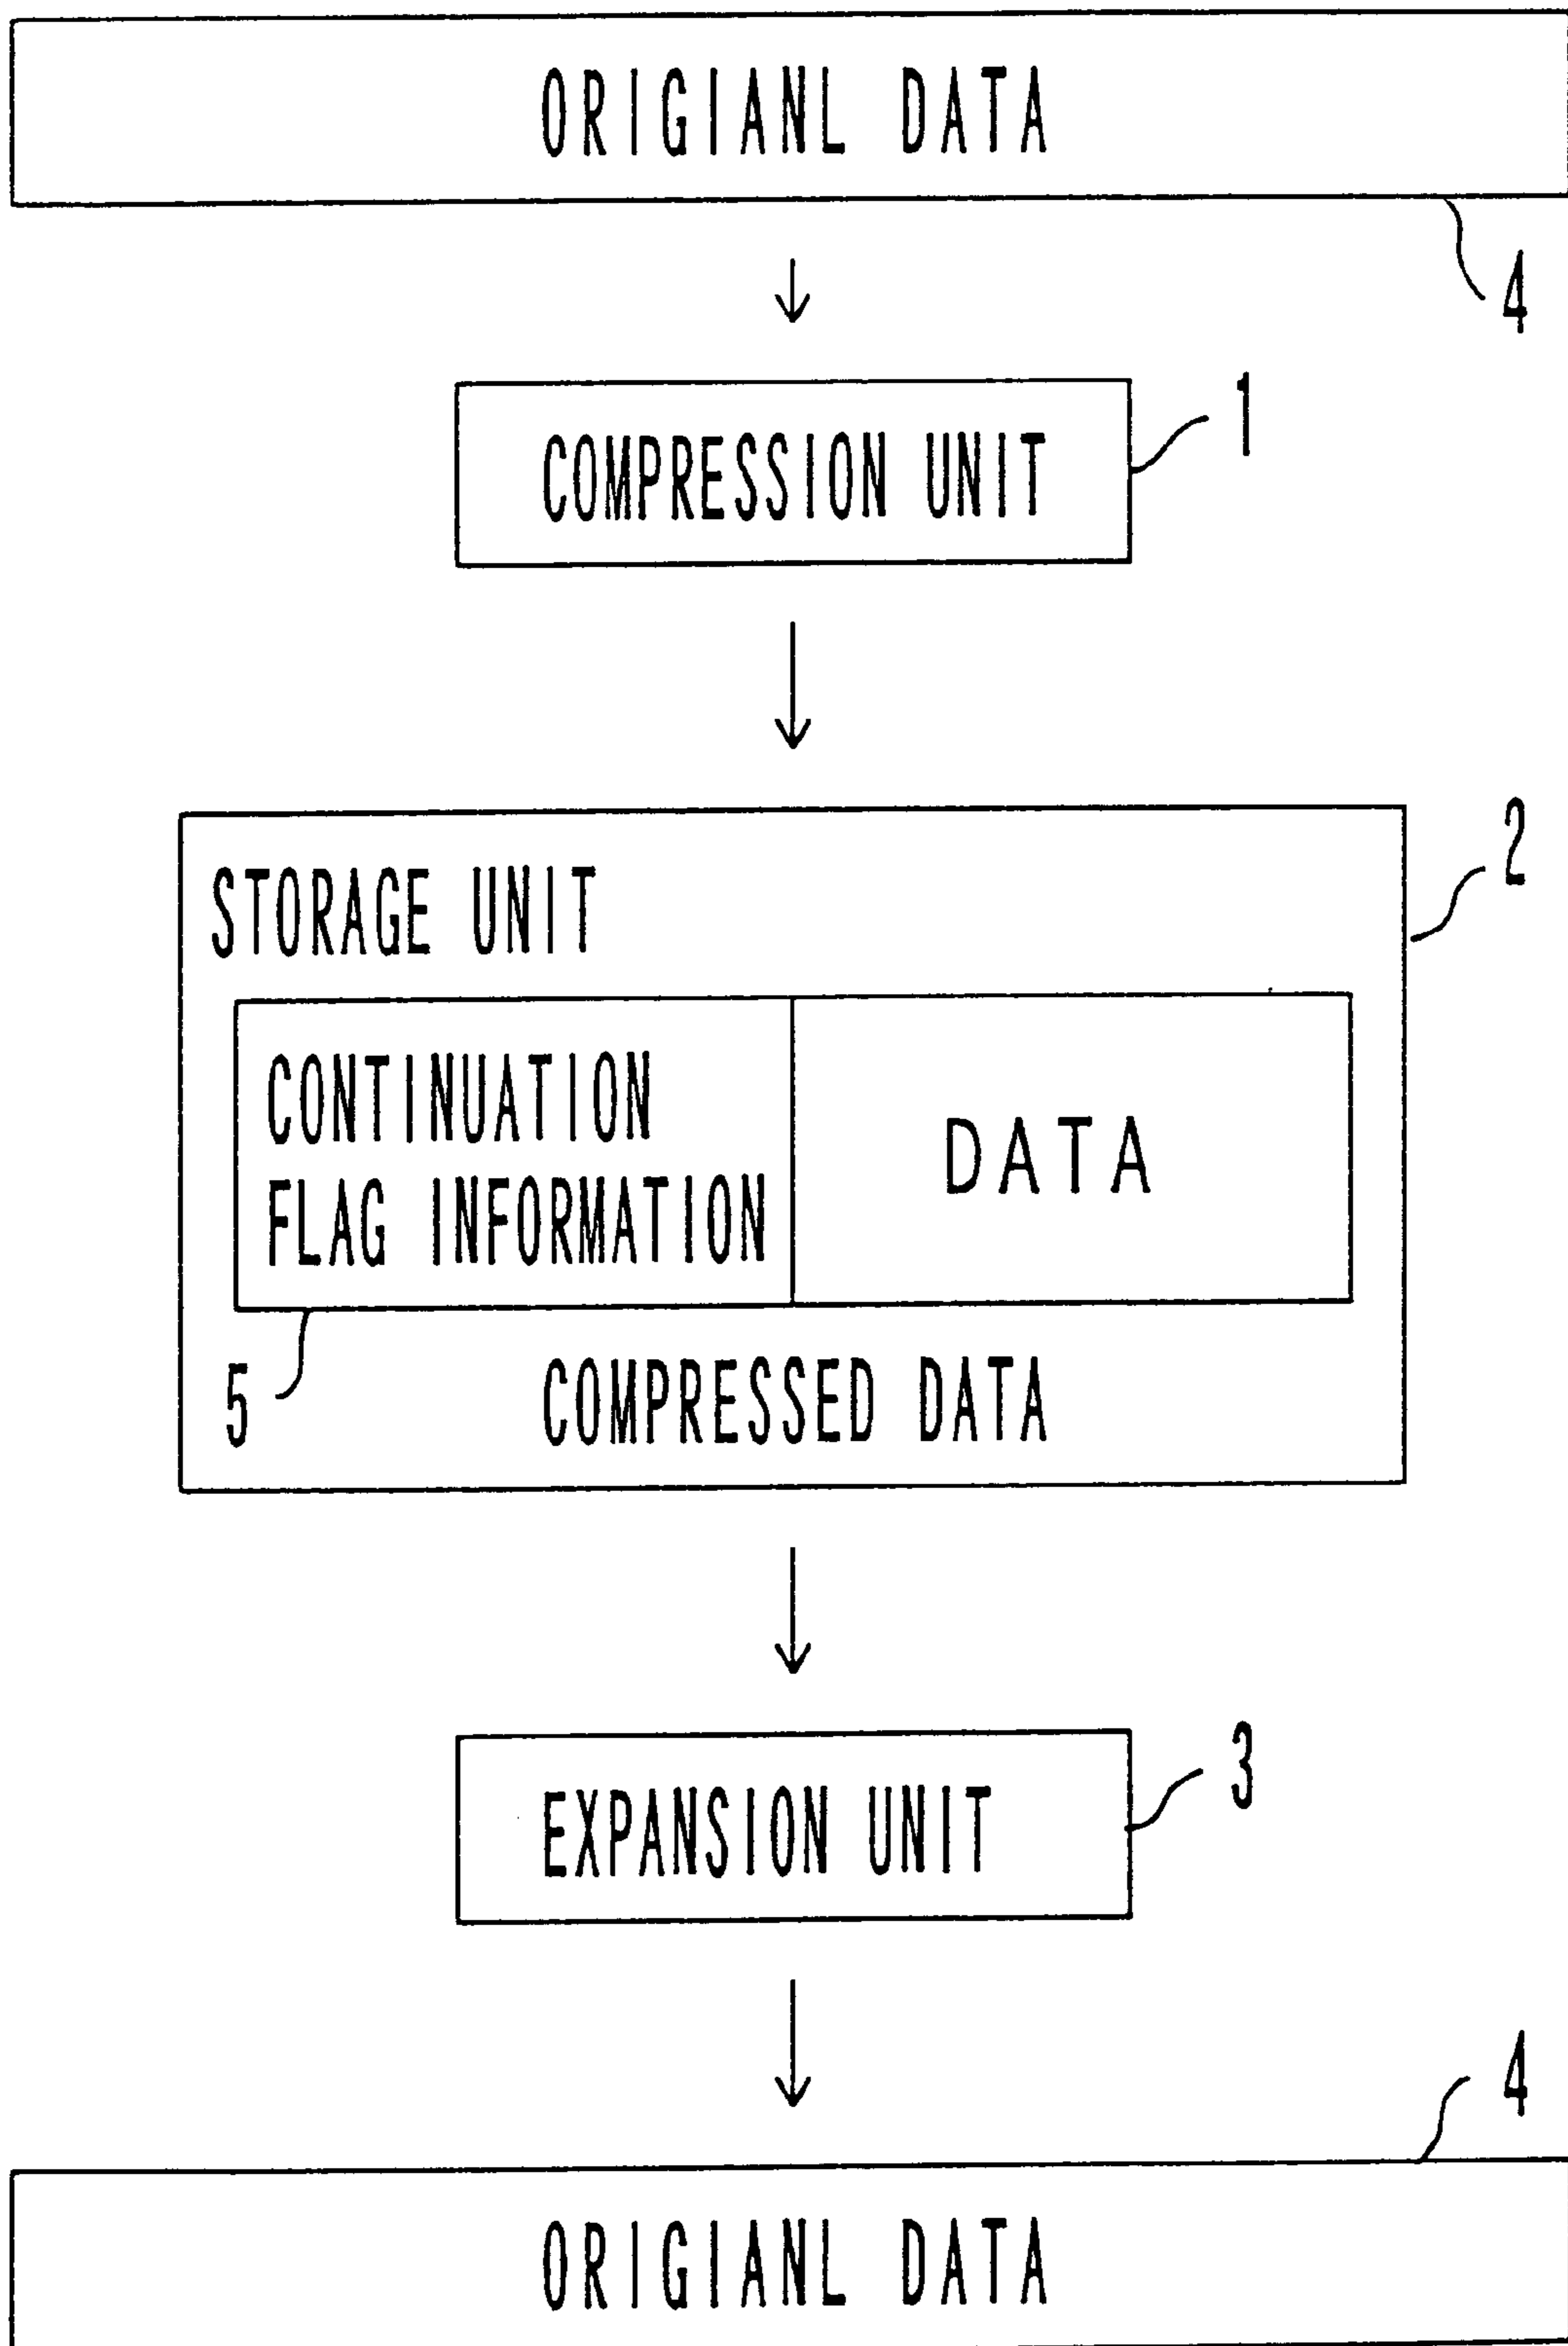 ORIGIANL DATA
4
COMPRESSION UNIT
1
2
STORAGE UNIT
CONTINUATION
FLAG INFORMATION
DATA
5
COMPRESSED DATA
EXPANSION UNIT
3
4
ORIGIANL DATA